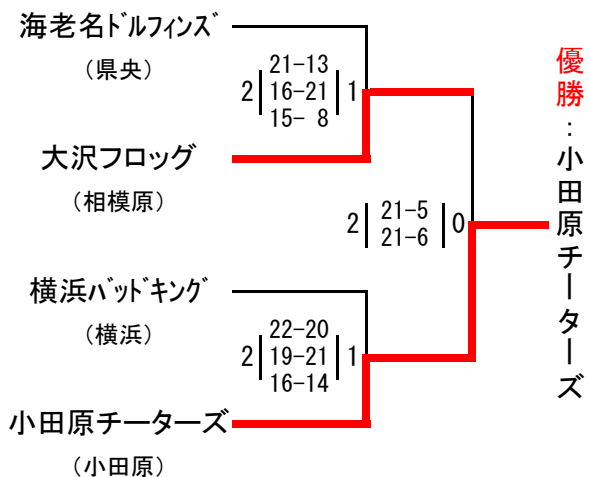 海老名ﾄﾞﾙﾌｨﾝｽﾞ
（県央）
2 21-13 1
16-21
15- 8
大沢フロッグ
（相模原）
2 21-5 0
21-6
横浜ﾊﾞｯﾄﾞｷﾝｸﾞ
（横浜）
2 22-20 1
19-21
16-14
小田原チーターズ
（小田原）
優勝：小田原チーターズ